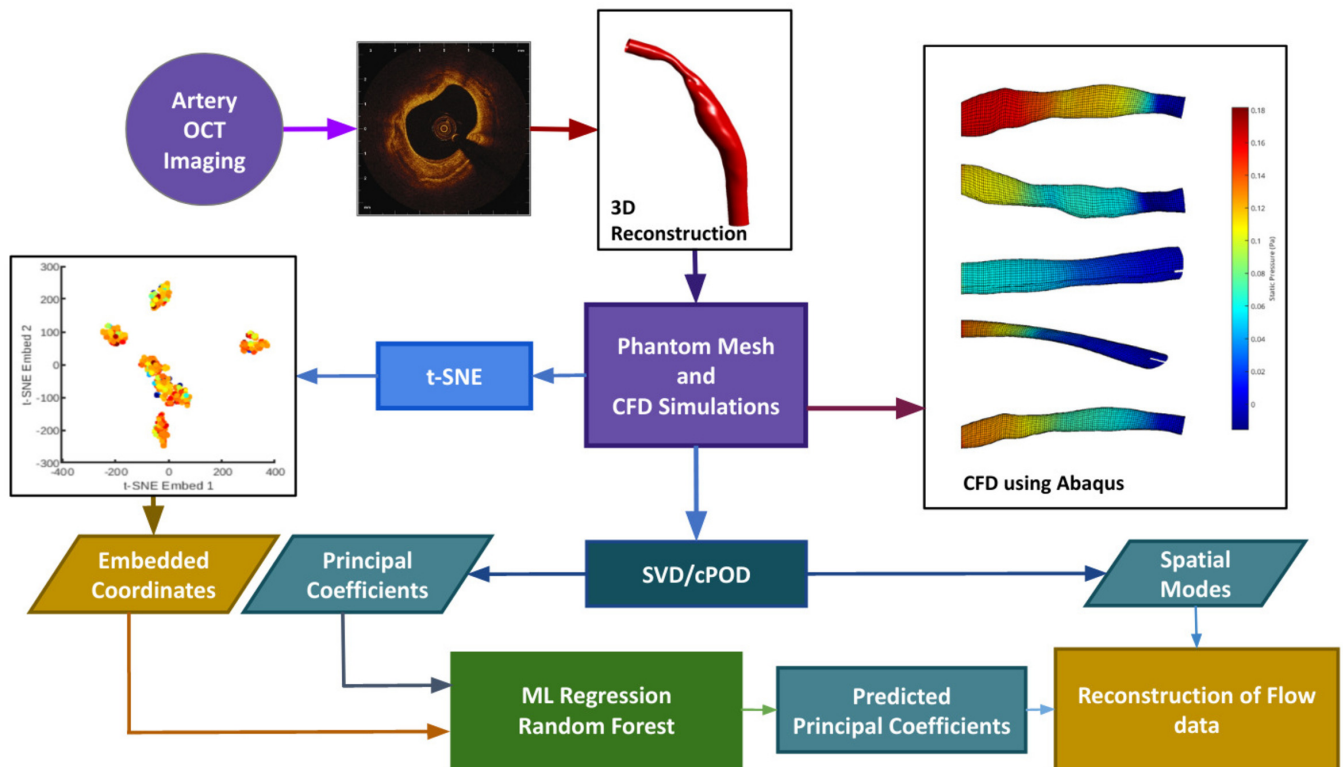 Artery
OCT
Imaging
3D
Reconstruction
0.18
0.16
0.14
0.12
0.1
0.08
0.06
0.04
0.02
0
Static Pressure (Pa)
CFD using Abaqus
Phantom Mesh
and
CFD Simulations
t-SNE
300
200
100
0
-100
-200
-300
-400
-200
0
200
400
t-SNE Embed 2
t-SNE Embed 1
Embedded
Coordinates
Principal
Coefficients
SVD/cPOD
Spatial
Modes
ML Regression
Random Forest
Predicted
Principal Coefficients
Reconstruction of Flow
data